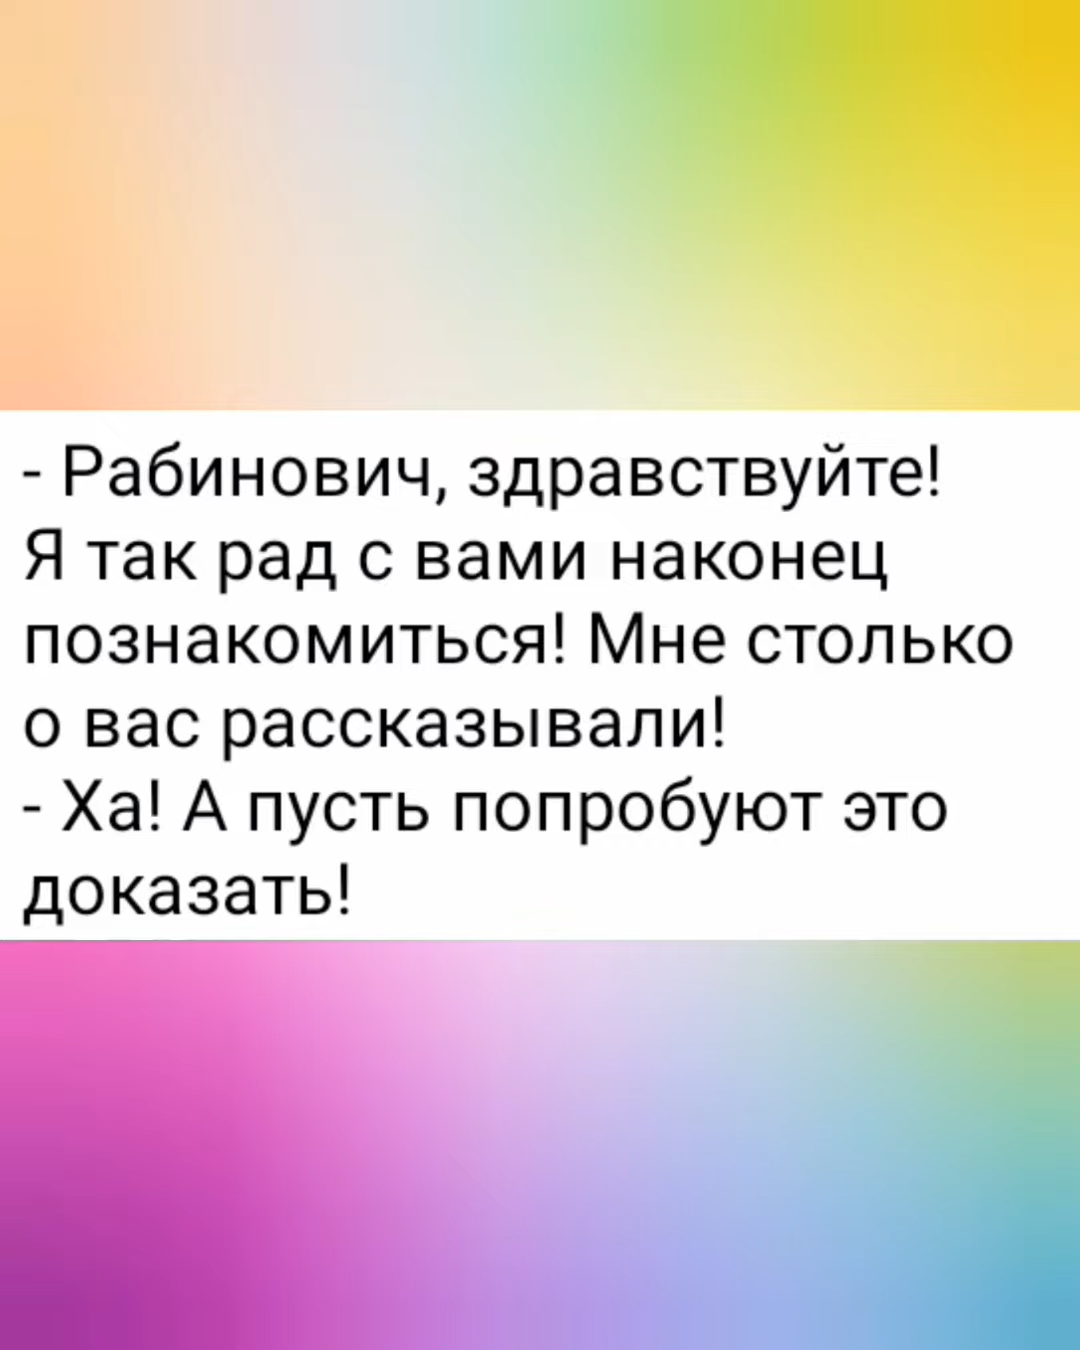 - Рабинович, здравствуйте!
Я так рад с вами наконец
познакомиться! Мне столько
о вас рассказывали!
- Ха! А пусть попробуют это
доказать!